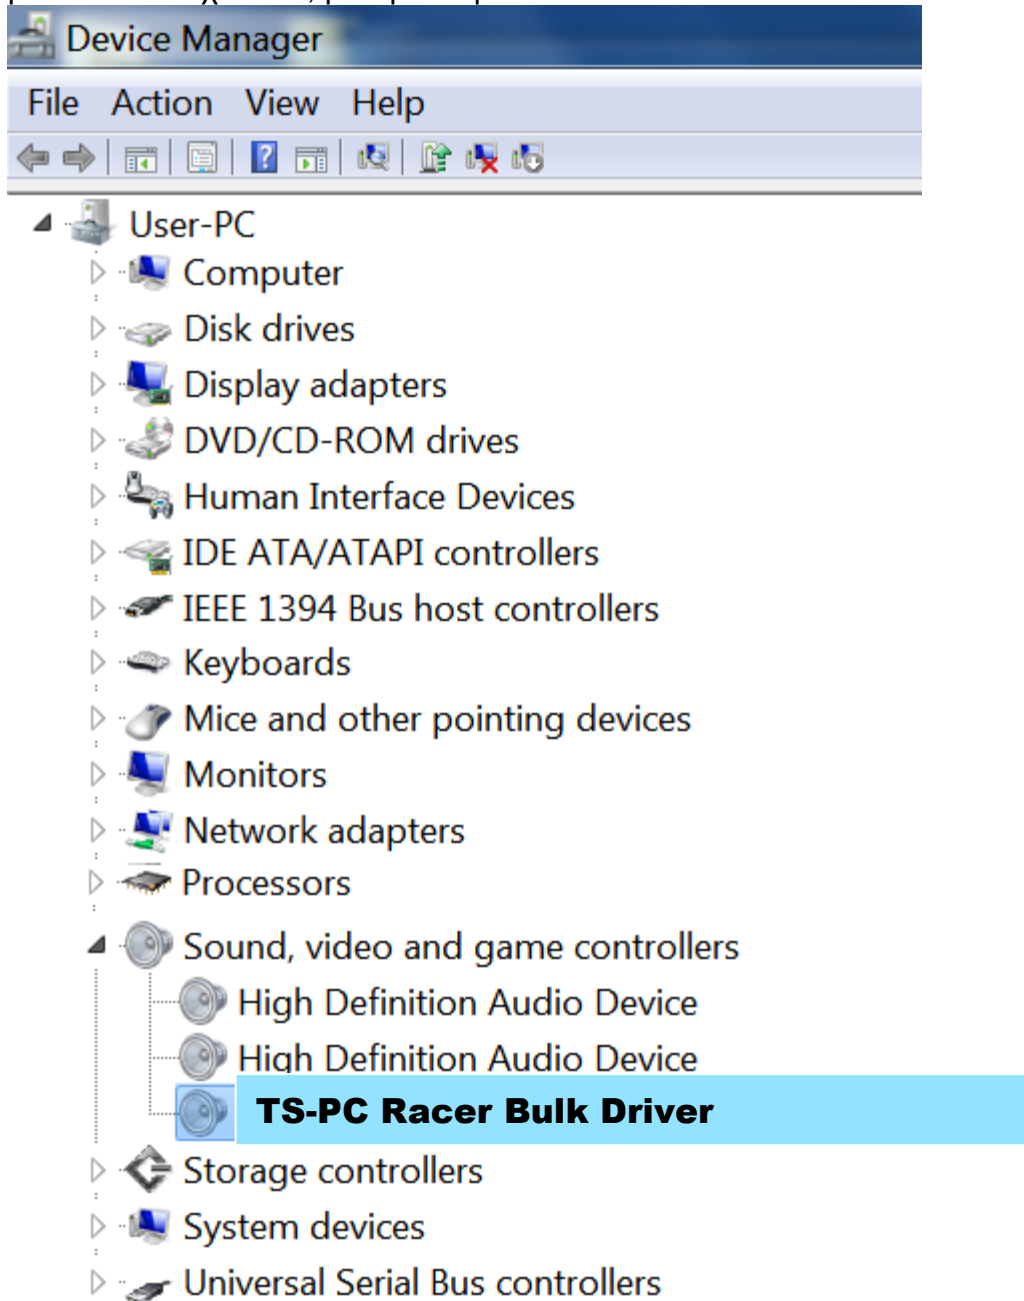 Device Manager
File Action View Help
User-PC
Computer
Disk drives
Display adapters
DVD/CD-ROM drives
Human Interface Devices
IDE ATA/ATAPI controllers
IEEE 1394 Bus host controllers
Keyboards
Mice and other pointing devices
Monitors
Network adapters
Processors
Sound, video and game controllers
High Definition Audio Device
High Definition Audio Device
TS-PC Racer Bulk Driver
Storage controllers
System devices
Universal Serial Bus controllers